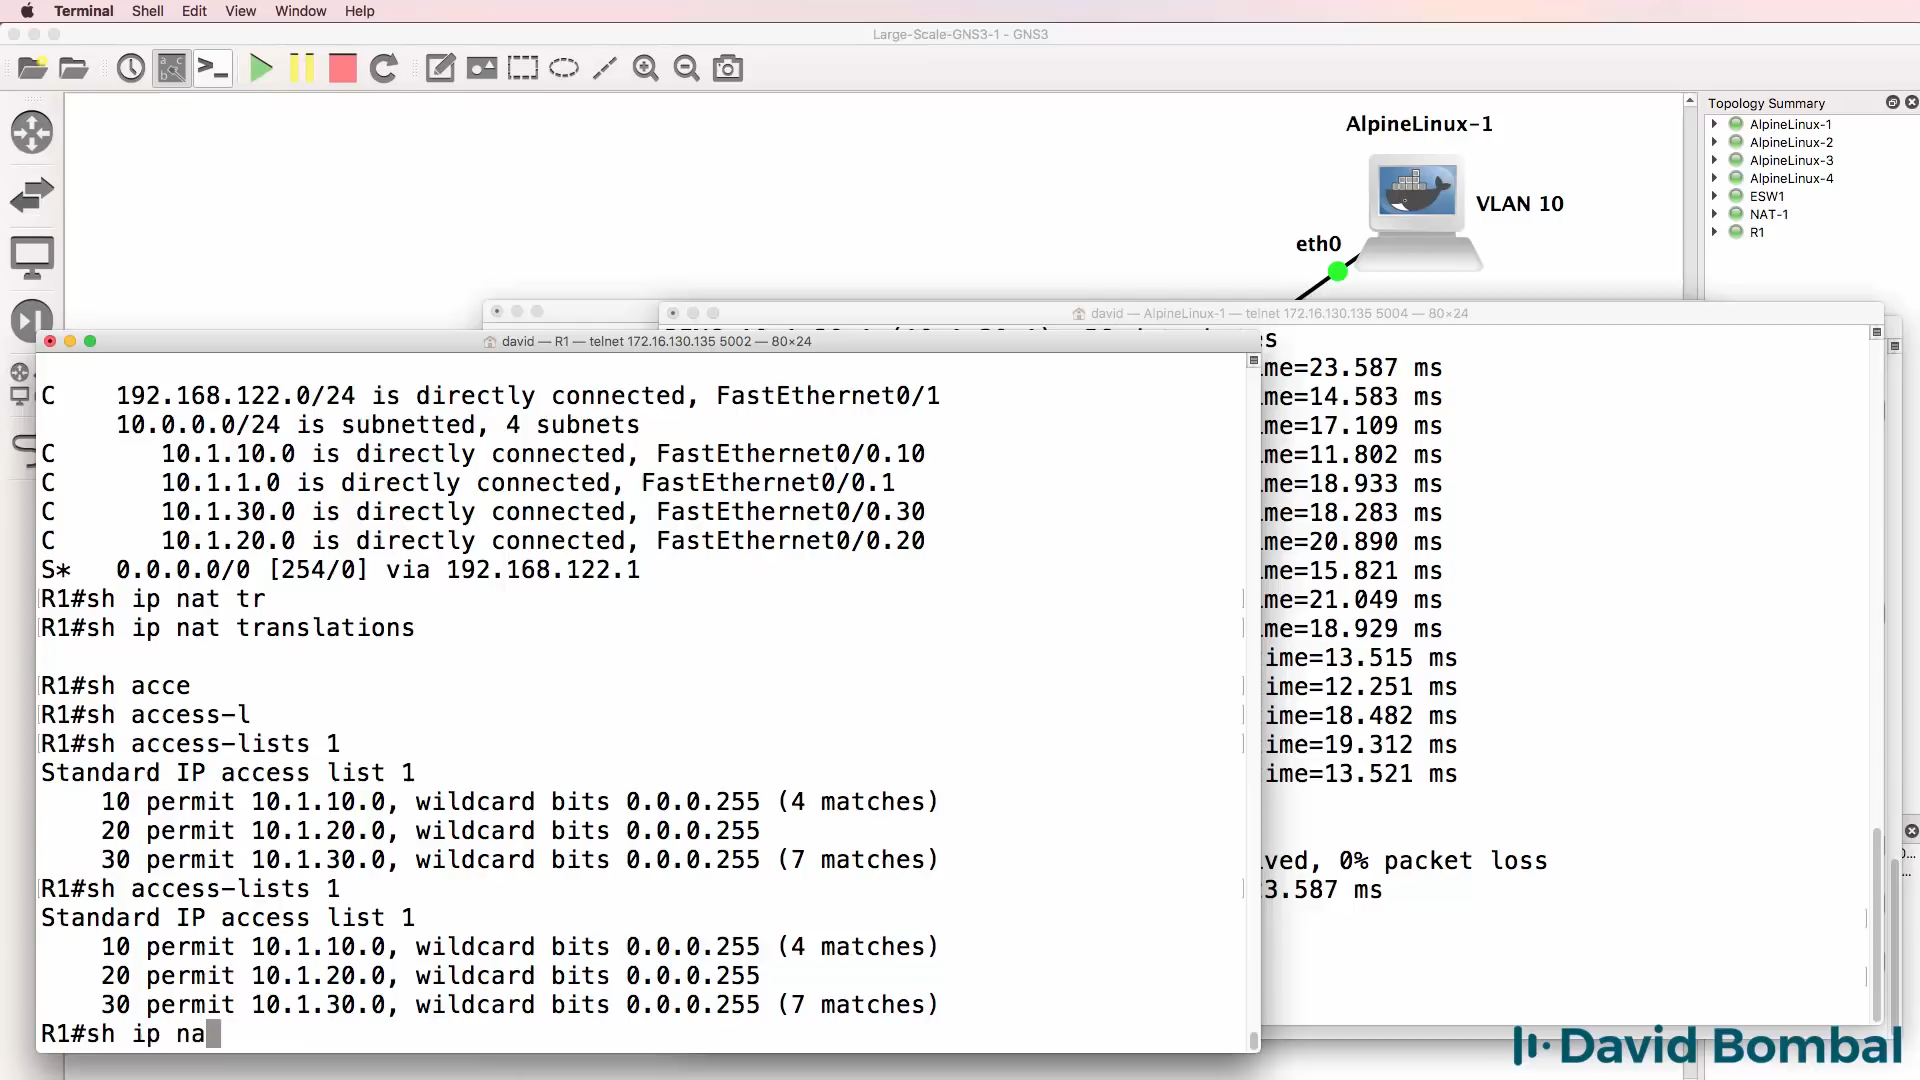 Terminal Shell Edit View Window Help
Large-Scale-GNS3-1 - GNS3
Topology Summary
AlpineLinux-1
AlpineLinux-2
AlpineLinux-3
AlpineLinux-4
ESW1
NAT-1
R1
AlpineLinux-1
VLAN 10
eth0
david — AlpineLinux-1 — telnet 172.16.130.135 5004 — 80×24
david — R1 — telnet 172.16.130.135 5002 — 80×24
C 192.168.122.0/24 is directly connected, FastEthernet0/1
10.0.0.0/24 is subnetted, 4 subnets
C 10.1.10.0 is directly connected, FastEthernet0/0.10
C 10.1.1.0 is directly connected, FastEthernet0/0.1
C 10.1.30.0 is directly connected, FastEthernet0/0.30
C 10.1.20.0 is directly connected, FastEthernet0/0.20
S* 0.0.0.0/0 [254/0] via 192.168.122.1
R1#sh ip nat tr
R1#sh ip nat translations
R1#sh acce
R1#sh access-l
R1#sh access-lists 1
Standard IP access list 1
10 permit 10.1.10.0, wildcard bits 0.0.0.255 (4 matches)
20 permit 10.1.20.0, wildcard bits 0.0.0.255
30 permit 10.1.30.0, wildcard bits 0.0.0.255 (7 matches)
R1#sh access-lists 1
Standard IP access list 1
10 permit 10.1.10.0, wildcard bits 0.0.0.255 (4 matches)
20 permit 10.1.20.0, wildcard bits 0.0.0.255
30 permit 10.1.30.0, wildcard bits 0.0.0.255 (7 matches)
R1#sh ip na
s
me=23.587 ms
me=14.583 ms
me=17.109 ms
me=11.802 ms
me=18.933 ms
me=18.283 ms
me=20.890 ms
me=15.821 ms
me=21.049 ms
me=18.929 ms
ime=13.515 ms
ime=12.251 ms
ime=18.482 ms
ime=19.312 ms
ime=13.521 ms
ved, 0% packet loss
3.587 ms
David Bombal